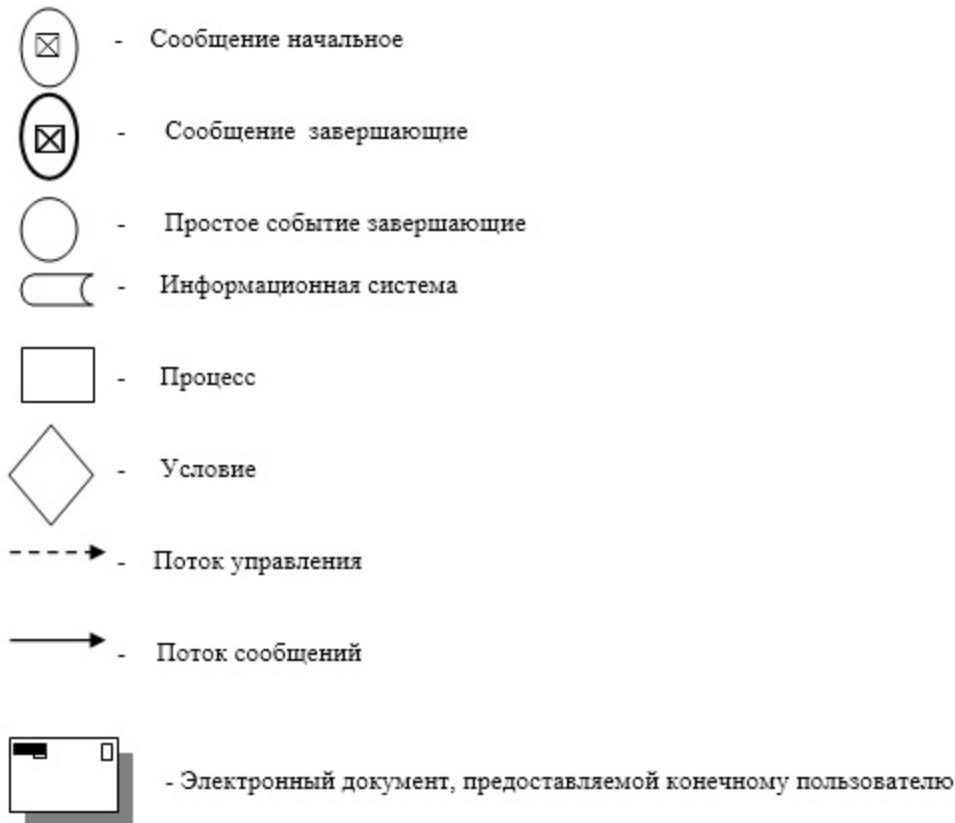 - Сообщение начальное
- Сообщение завершающие
- Простое событие завершающие
- Информационная система
- Процесс
- Условие
- Поток управления
- Поток сообщений
- Электронный документ, предоставляемой конечному пользователю